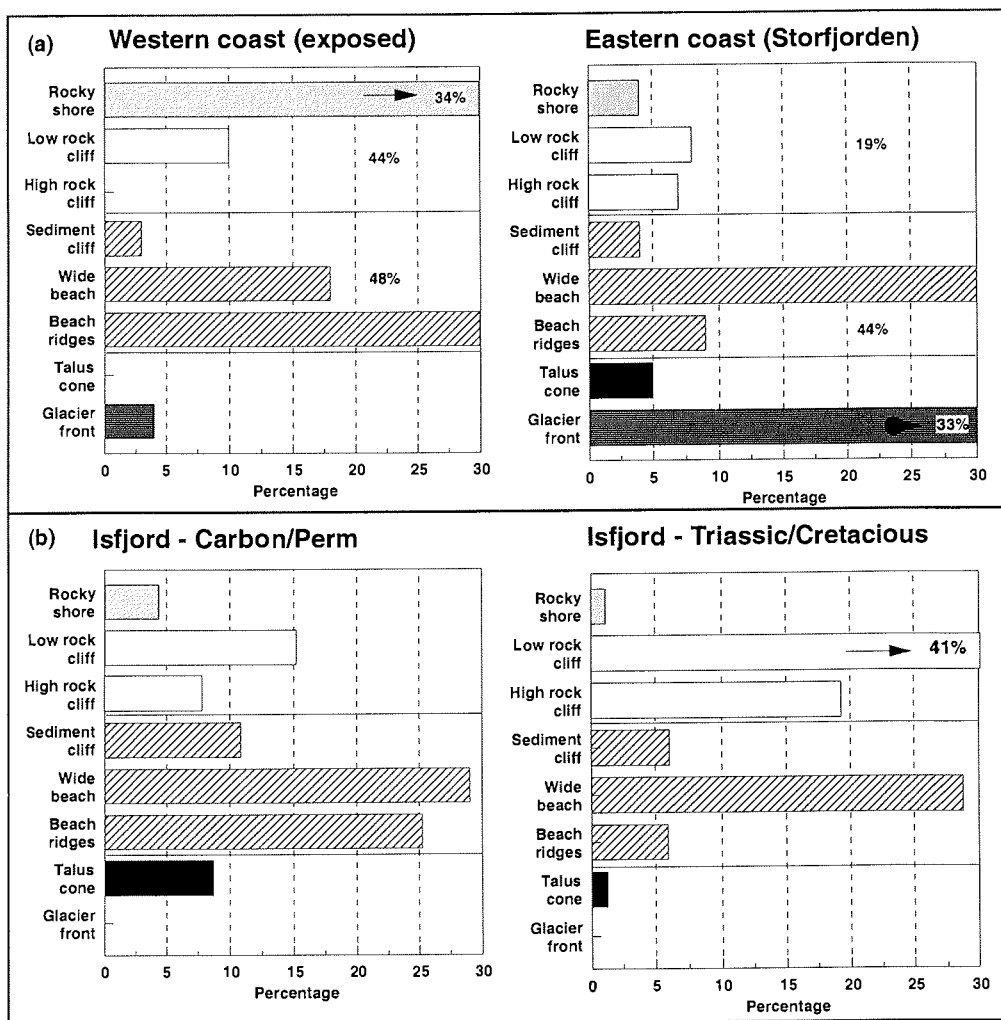 (a)
Western coast (exposed)
Rocky
shore
34%
Low rock
cliff
44%
High rock
cliff
Sediment
cliff
Wide
beach
48%
Beach
ridges
Talus
cone
Glacier
front
0 5 10 15 20 25 30
Percentage
Eastern coast (Storfjorden)
Rocky
shore
Low rock
cliff
19%
High rock
cliff
Sediment
cliff
Wide
beach
Beach
ridges
44%
Talus
cone
Glacier
front
33%
0 5 10 15 20 25 30
Percentage
(b)
Isfjord - Carbon/Perm
Rocky
shore
Low rock
cliff
High rock
cliff
Sediment
cliff
Wide
beach
Beach
ridges
Talus
cone
Glacier
front
0 5 10 15 20 25 30
Percentage
Isfjord - Triassic/Cretacious
Rocky
shore
Low rock
cliff
41%
High rock
cliff
Sediment
cliff
Wide
beach
Beach
ridges
Talus
cone
Glacier
front
0 5 10 15 20 25 30
Percentage